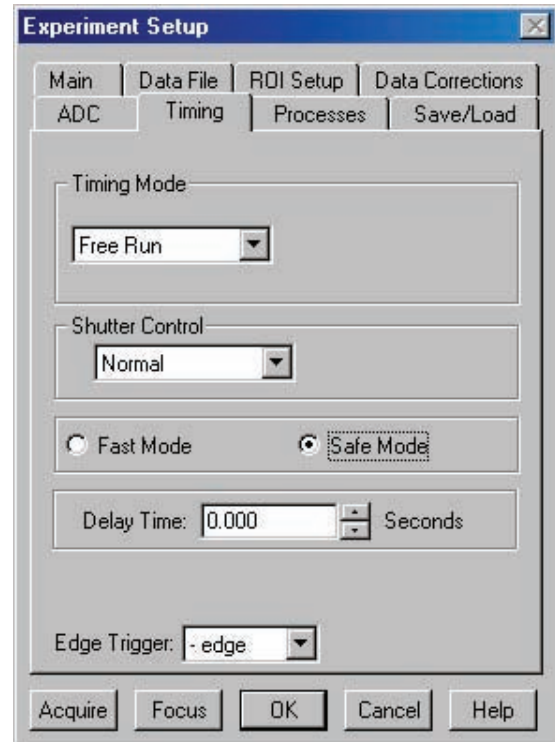 Experiment Setup
Main Data File ROI Setup Data Corrections
ADC Timing Processes Save/Load
Timing Mode
Free Run
Shutter Control
Normal
Fast Mode Safe Mode
Delay Time: 0.000 Seconds
Edge Trigger: - edge
Acquire Focus OK Cancel Help